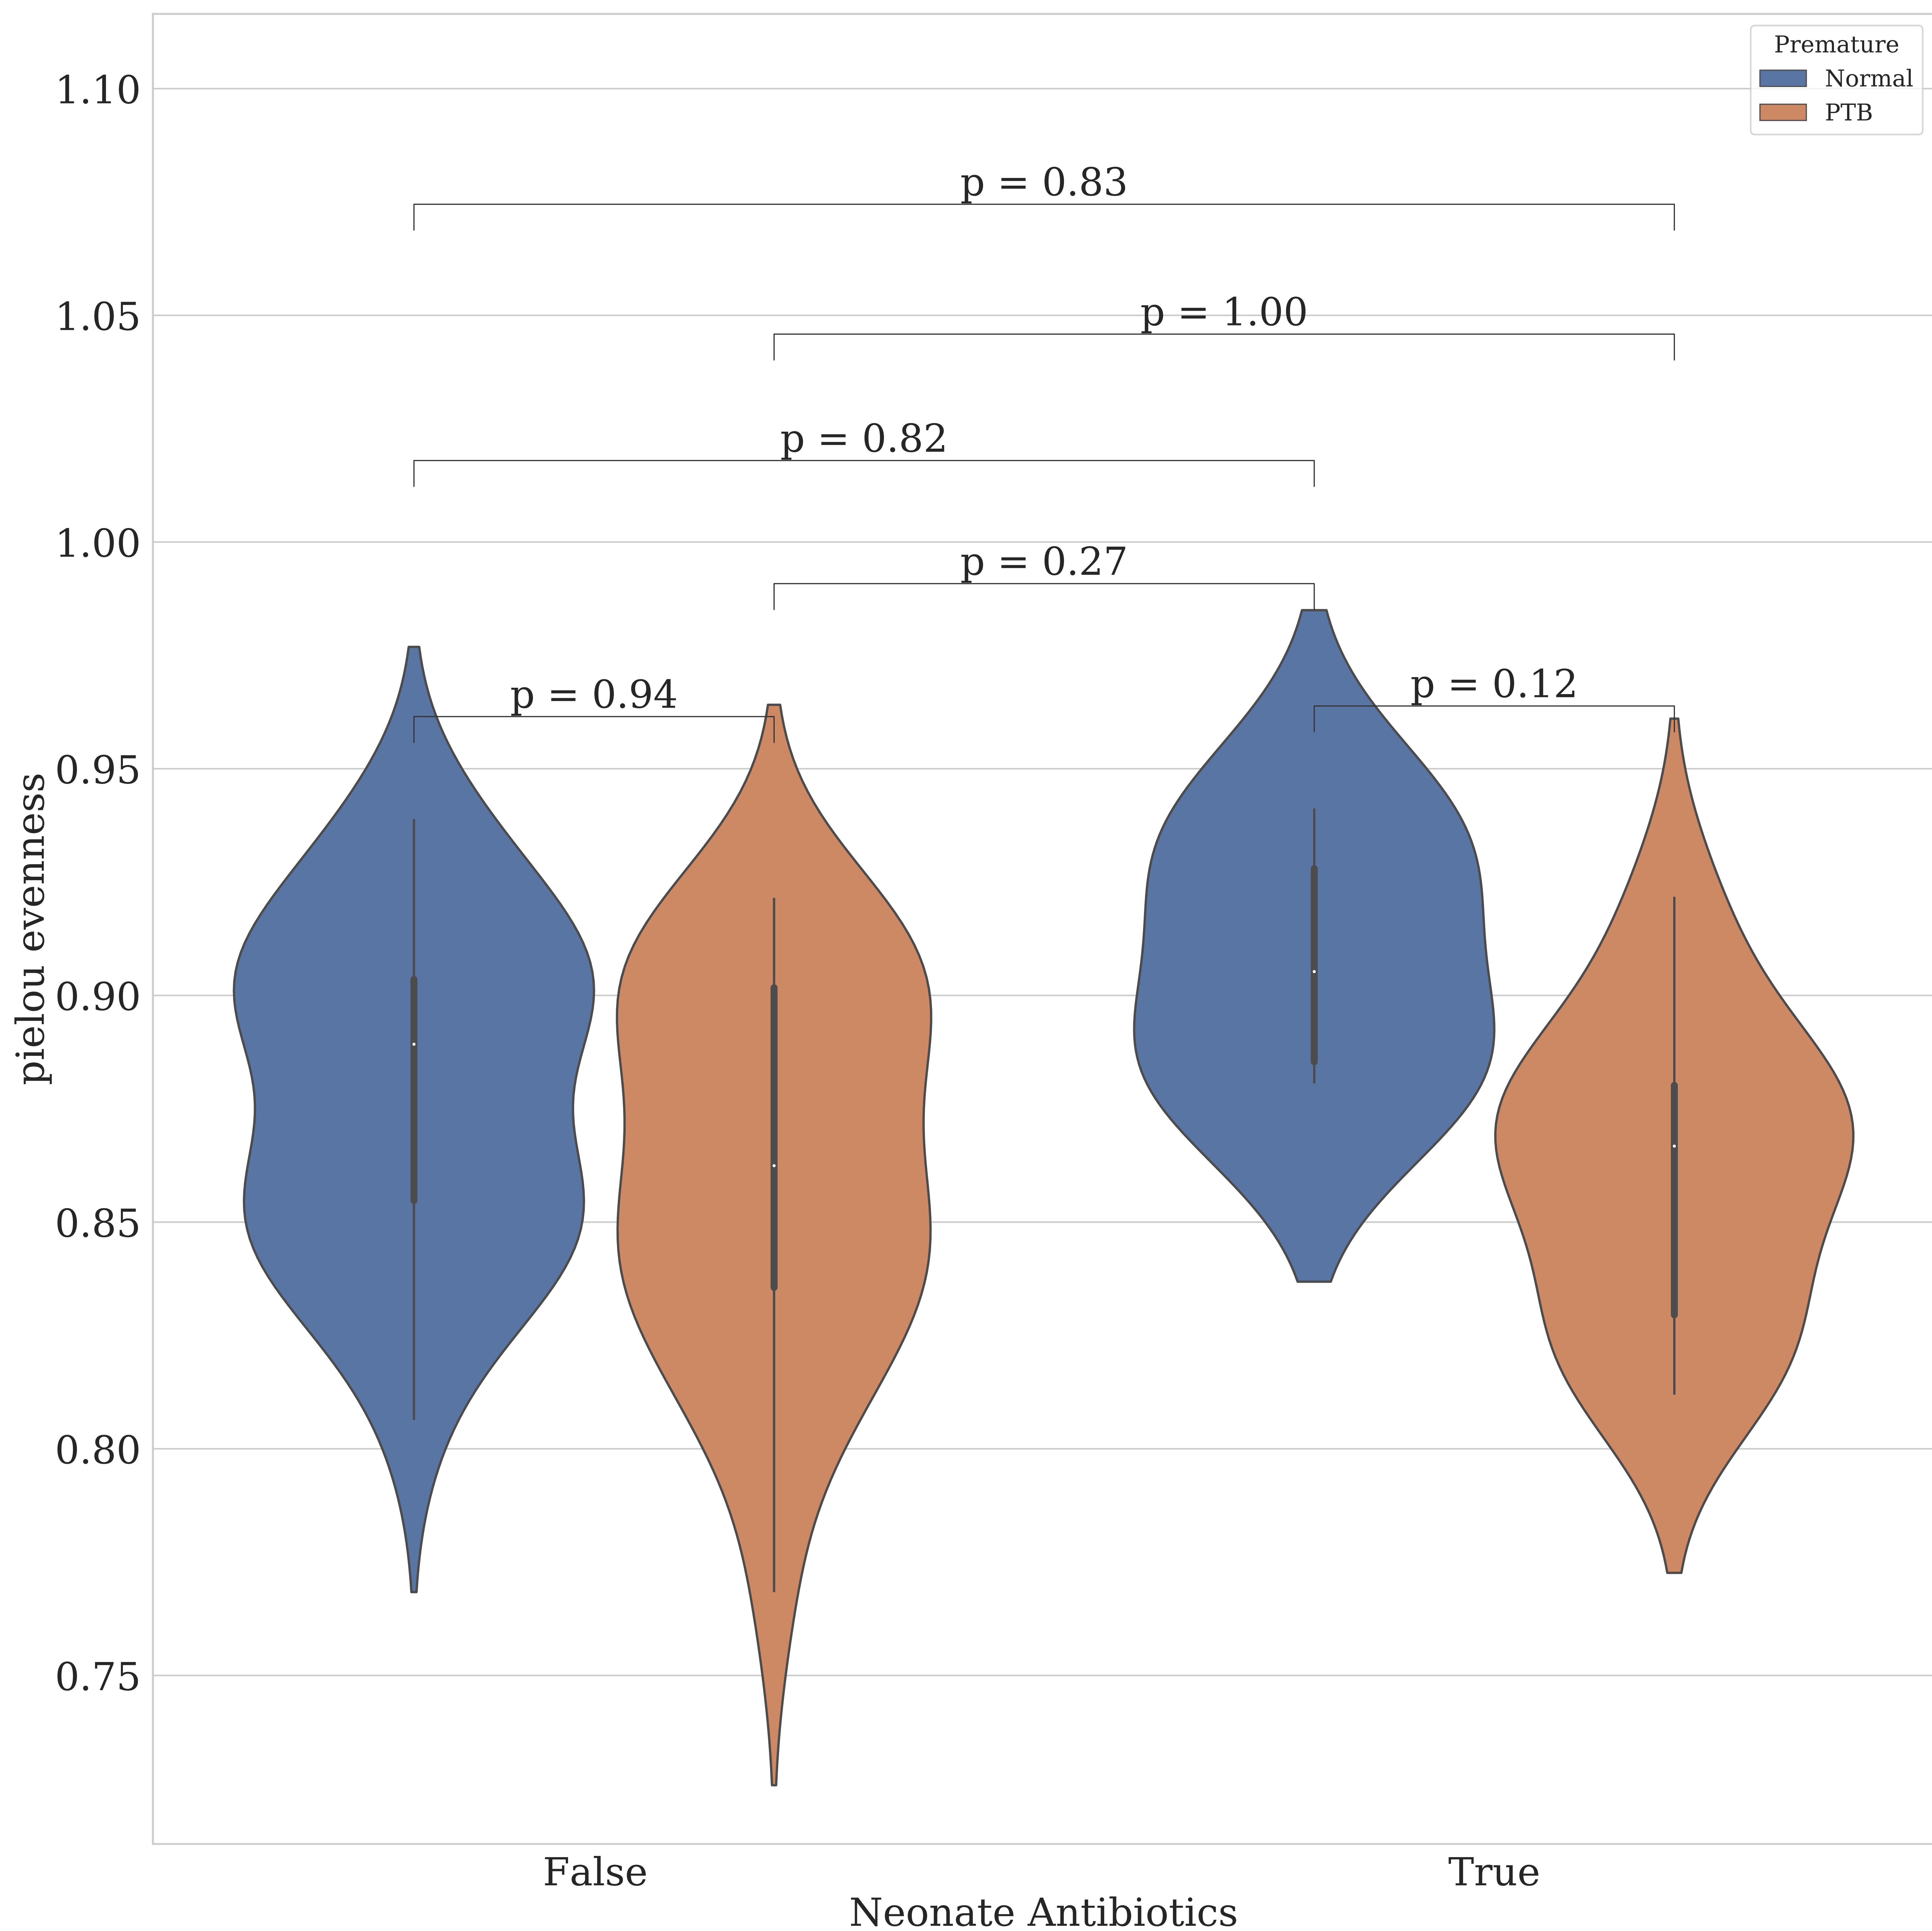 Premature
Normal
PTB
1.10
1.05
1.00
0.95
0.90
0.85
0.80
0.75
pielou evenness
p = 0.83
p = 1.00
p = 0.82
p = 0.27
p = 0.94
p = 0.12
False
True
Neonate Antibiotics